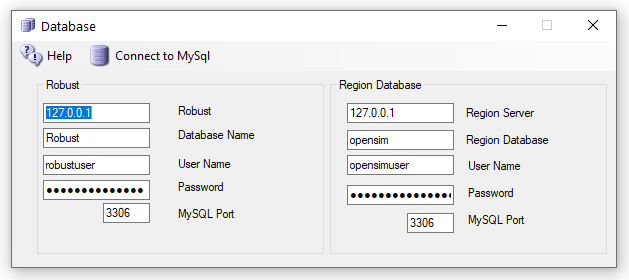 Database
Help Connect to MySql
Robust
127.0.0.1 Robust
Robust Database Name
robustuser User Name
●●●●●●●●●●●●●● Password
3306 MySQL Port
Region Database
127.0.0.1 Region Server
opensim Region Database
opensimuser User Name
●●●●●●●●●●●●●●● Password
3306 MySQL Port